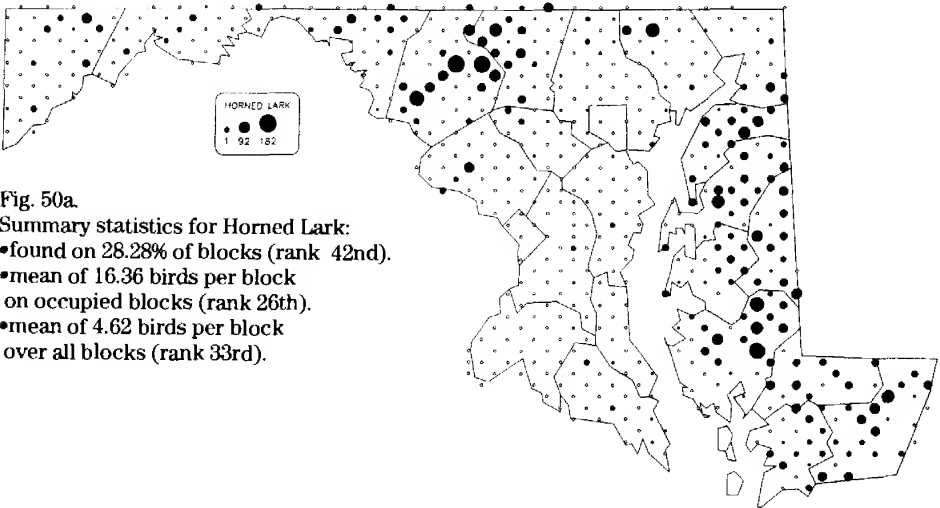 HORNED LARK
1 92 182
Fig. 50a.
Summary statistics for Horned Lark:
•found on 28.28% of blocks (rank 42nd).
•mean of 16.36 birds per block
on occupied blocks (rank 26th).
•mean of 4.62 birds per block
over all blocks (rank 33rd).